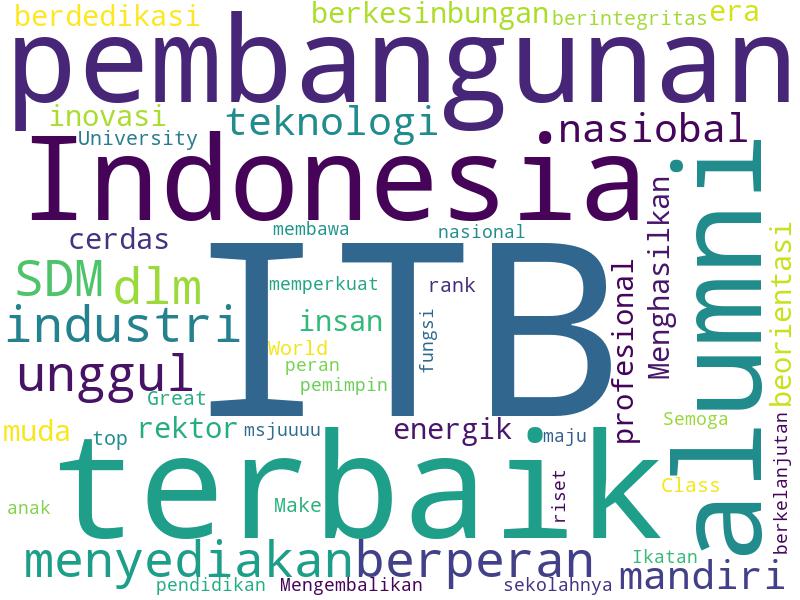 berdedikasi
berkesinbungan
berintegritas
era
pembangunan
inovasi
teknologi
nasiobal
University
Indonesia
alumni
cerdas
membawa
nasional
Menghasilkan
beorientasi
ITB
SDM
dlm
memperkuat
rank
profesional
industri
insan
fungsi
World
peran
unggul
pemimpin
Great
muda
top
rektor
msjuuuu
energik
maju
Semoga
terbaik
berkelanjutan
Class
riset
anak
Make
menyediakan
berperan
Ikatan
mandiri
pendidikan
Mengembalikan
sekolahnya